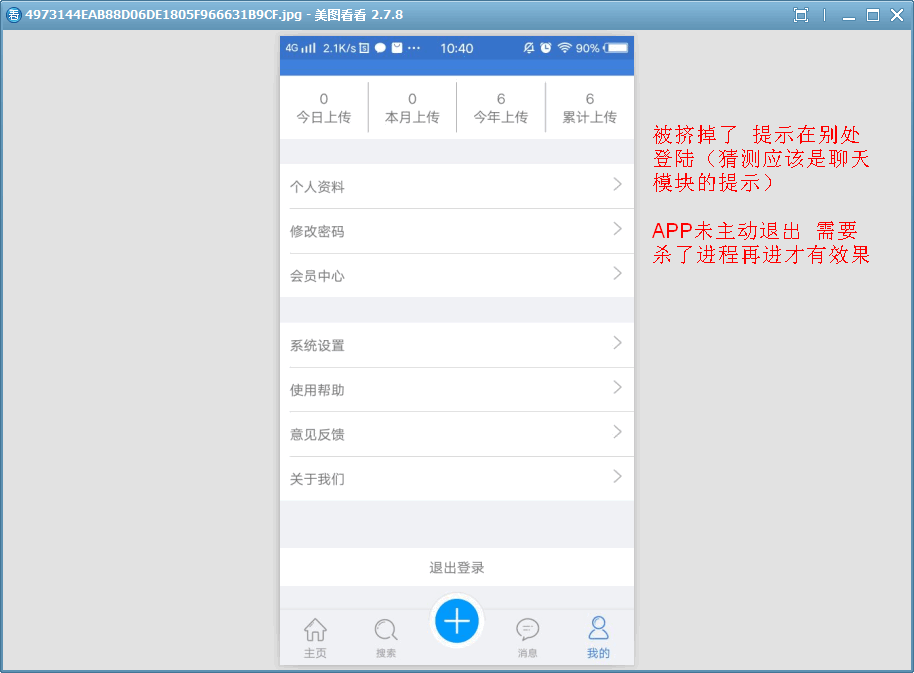 4973144EAB88D06DE1805F966631B9CF.jpg - 美图看看 2.7.8
4G 2.1K/s 10:40 90%
0 0 6 6
今日上传 本月上传 今年上传 累计上传
个人资料
修改密码
会员中心
系统设置
使用帮助
意见反馈
关于我们
退出登录
主页 搜索 消息 我的
被挤掉了 提示在别处
登陆（猜测应该是聊天
模块的提示）
APP未主动退出 需要
杀了进程再进才有效果